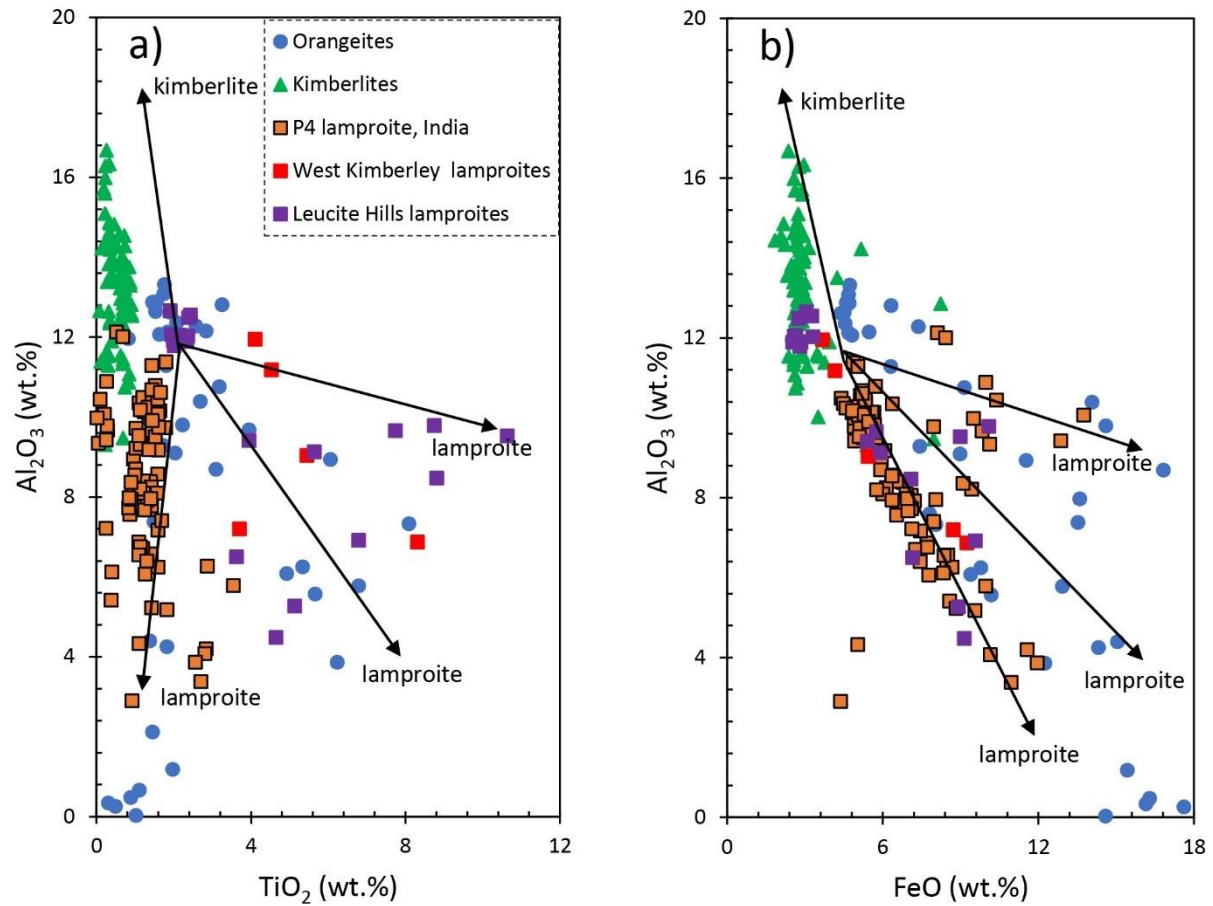 a)
Orangeites
Kimberlites
P4 lamproite, India
West Kimberley lamproites
Leucite Hills lamproites
kimberlite
lamproite
lamproite
lamproite
20
16
12
8
4
0
0
4
8
12
Al₂O₃ (wt.%)
TiO₂ (wt.%)
b)
kimberlite
lamproite
lamproite
lamproite
20
16
12
8
4
0
0
6
12
18
Al₂O₃ (wt.%)
FeO (wt.%)